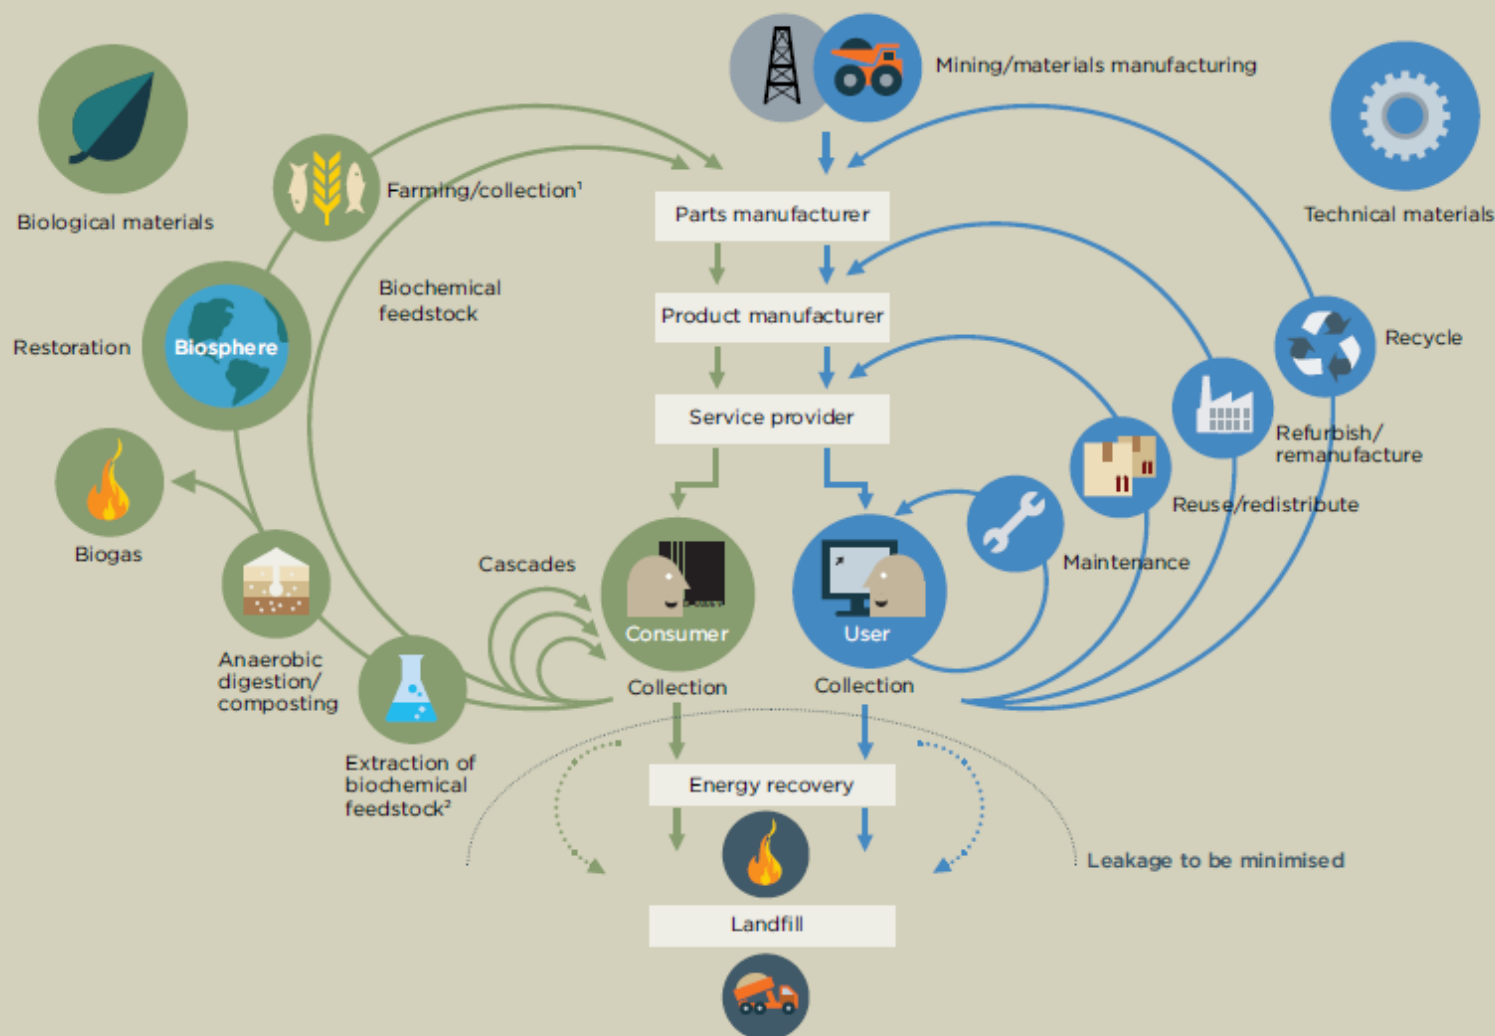 Mining/materials manufacturing
Biological materials
Technical materials
Farming/collection¹
Parts manufacturer
Biochemical
feedstock
Product manufacturer
Restoration
Biosphere
Recycle
Service provider
Refurbish/
remanufacture
Reuse/redistribute
Biogas
Cascades
Maintenance
Consumer
User
Anaerobic
digestion/
composting
Collection
Collection
Extraction of
biochemical
feedstock²
Energy recovery
Leakage to be minimised
Landfill